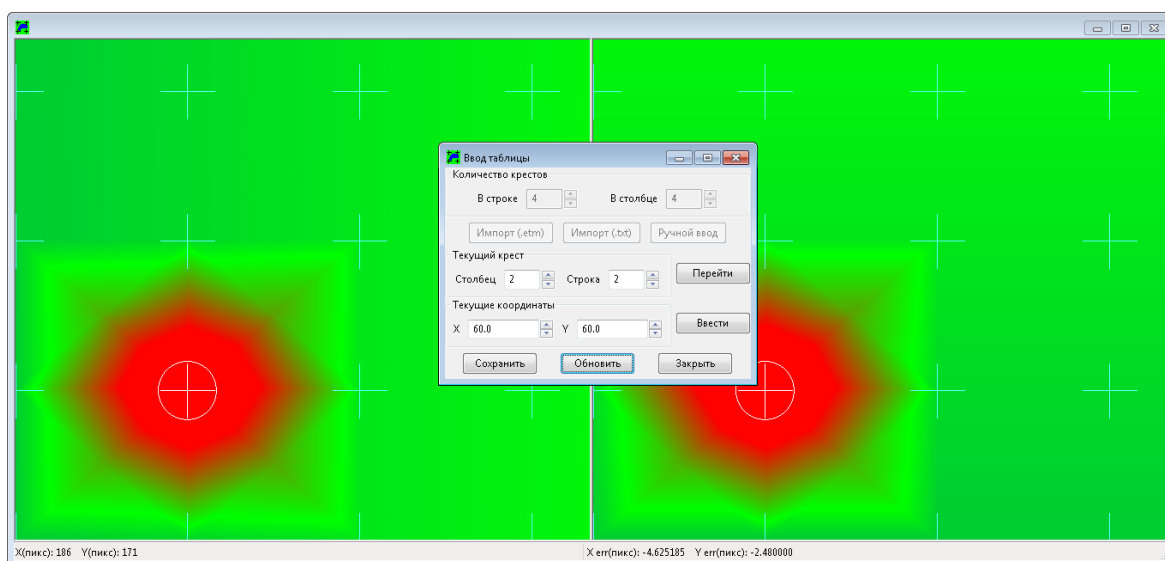 Ввод таблицы
Количество крестов
В строке 4 В столбце 4
Импорт (.etm) Импорт (.txt) Ручной ввод
Текущий крест
Столбец 2 Строка 2 Перейти
Текущие координаты
X 60.0 Y 60.0 Ввести
Сохранить Обновить Закрыть
X(пикс): 186 Y(пикс): 171 X err(пикс): -4.625185 Y err(пикс): -2.480000